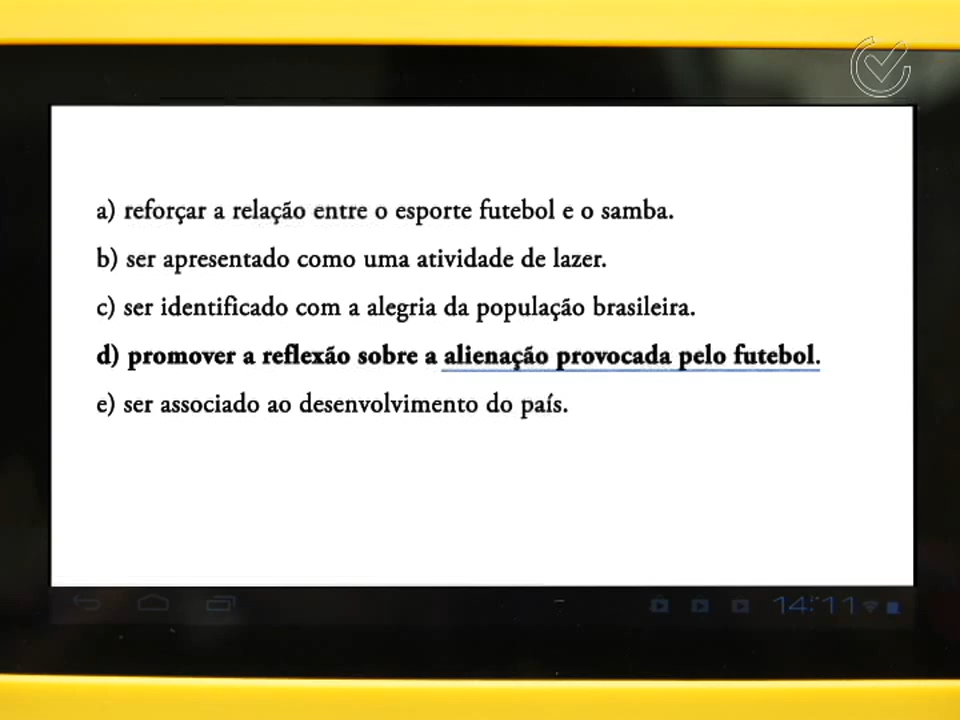 a) reforçar a relação entre o esporte futebol e o samba.
b) ser apresentado como uma atividade de lazer.
c) ser identificado com a alegria da população brasileira.
d) promover a reflexão sobre a alienação provocada pelo futebol.
e) ser associado ao desenvolvimento do país.
14:11